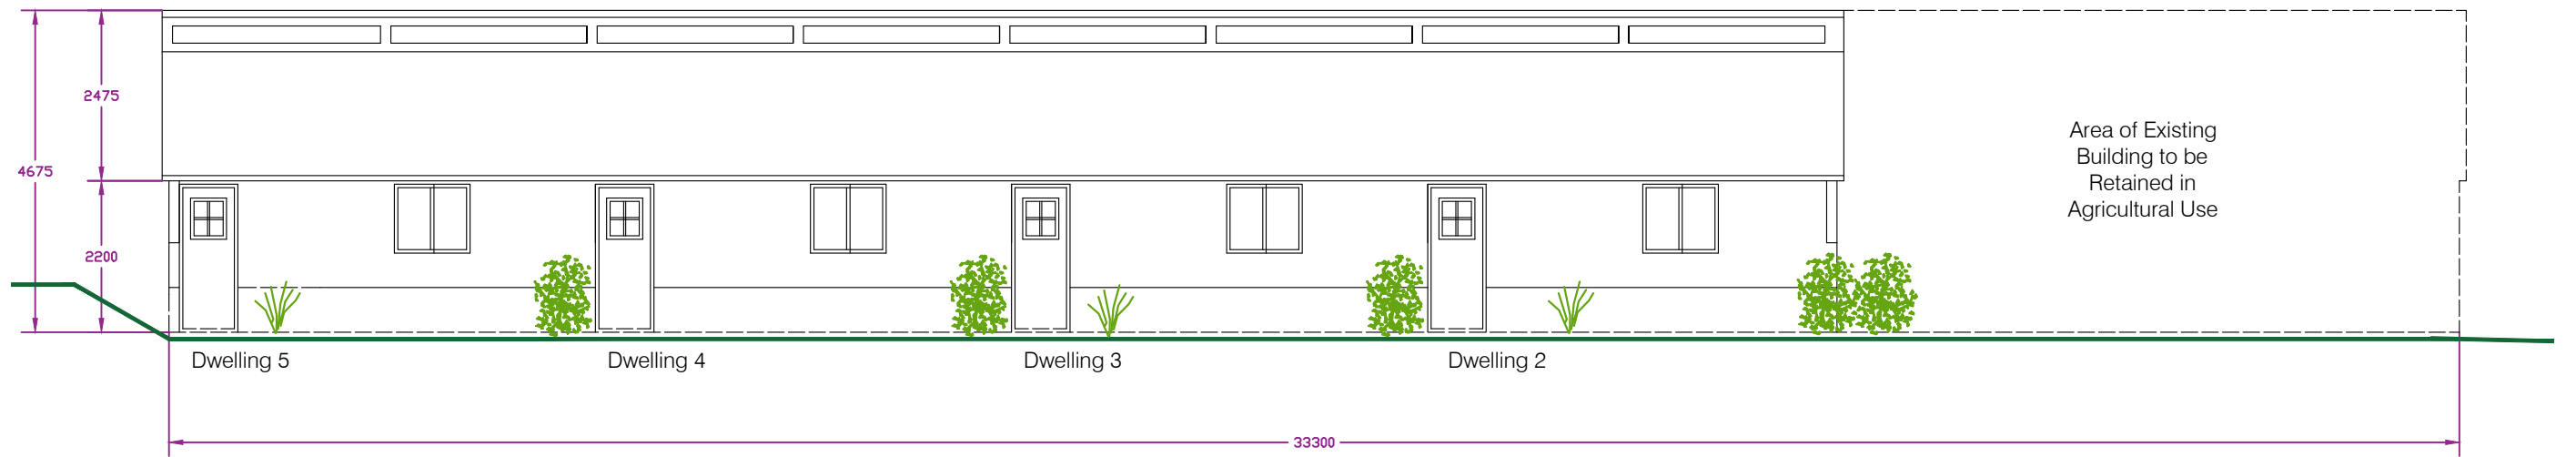 2475
4675
2200
Area of Existing
Building to be
Retained in
Agricultural Use
Dwelling 5
Dwelling 4
Dwelling 3
Dwelling 2
33300